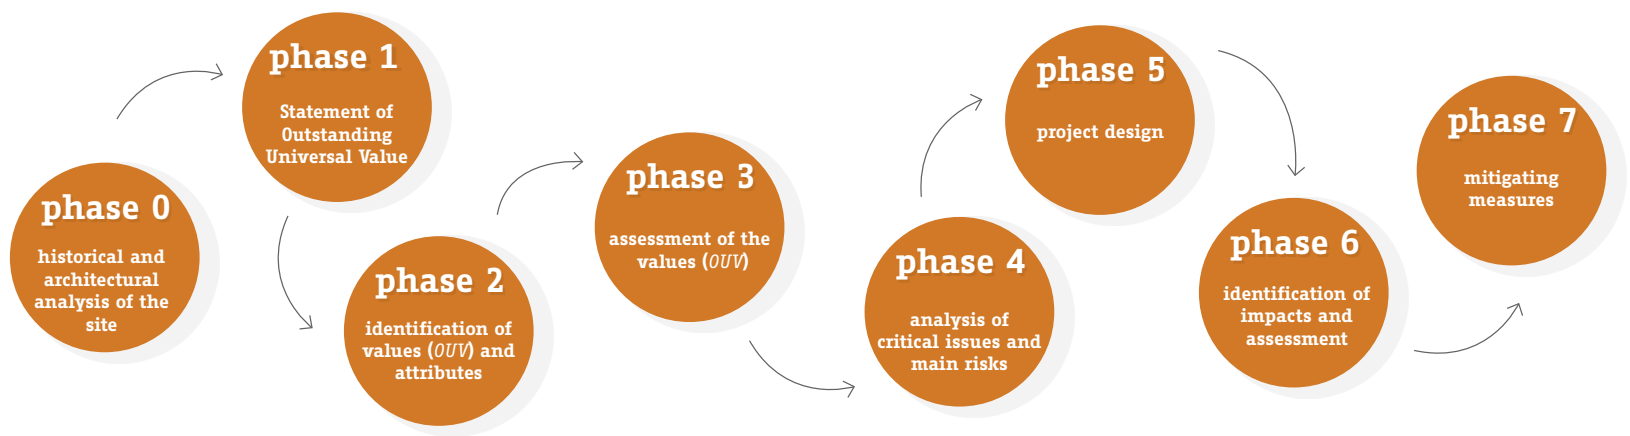 phase 0
historical and
architectural
analysis of the
site
phase 1
Statement of
Outstanding
Universal Value
phase 2
identification of
values (OUV) and
attributes
phase 3
assessment of the
values (OUV)
phase 4
analysis of
critical issues and
main risks
phase 5
project design
phase 6
identification of
impacts and
assessment
phase 7
mitigating
measures